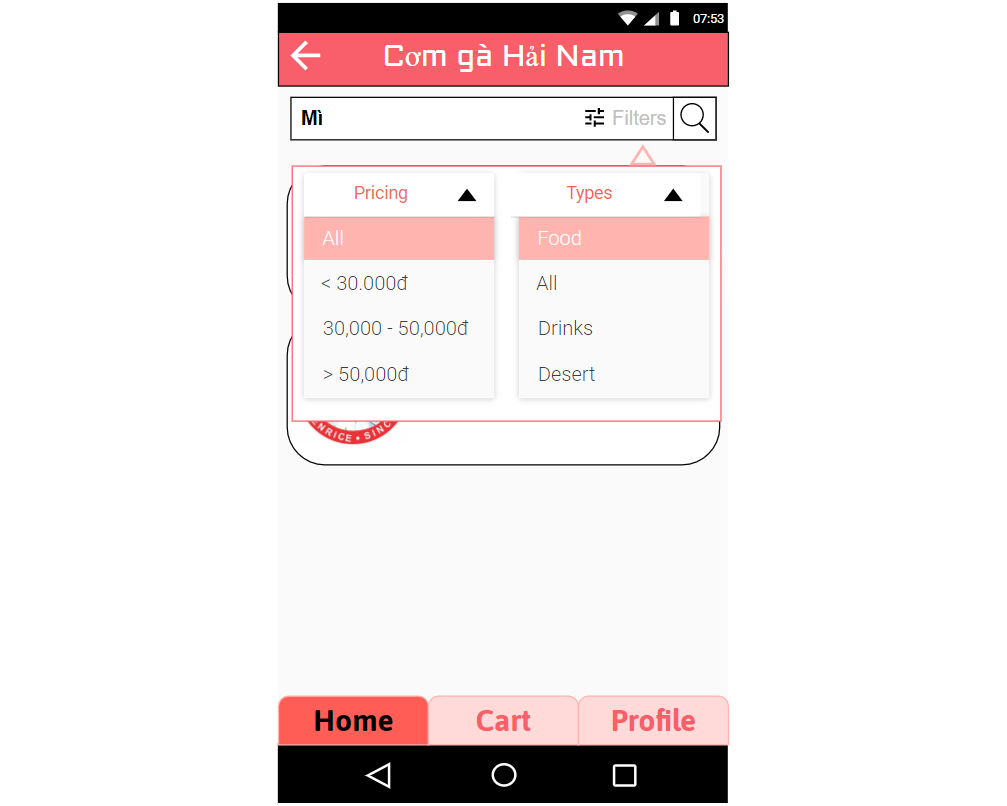 07:53
Cơm gà Hải Nam
Mì Filters
Pricing Types
All Food
< 30.000đ All
30,000 - 50,000đ Drinks
> 50,000đ Desert
ENRICE • SINC
Home Cart Profile